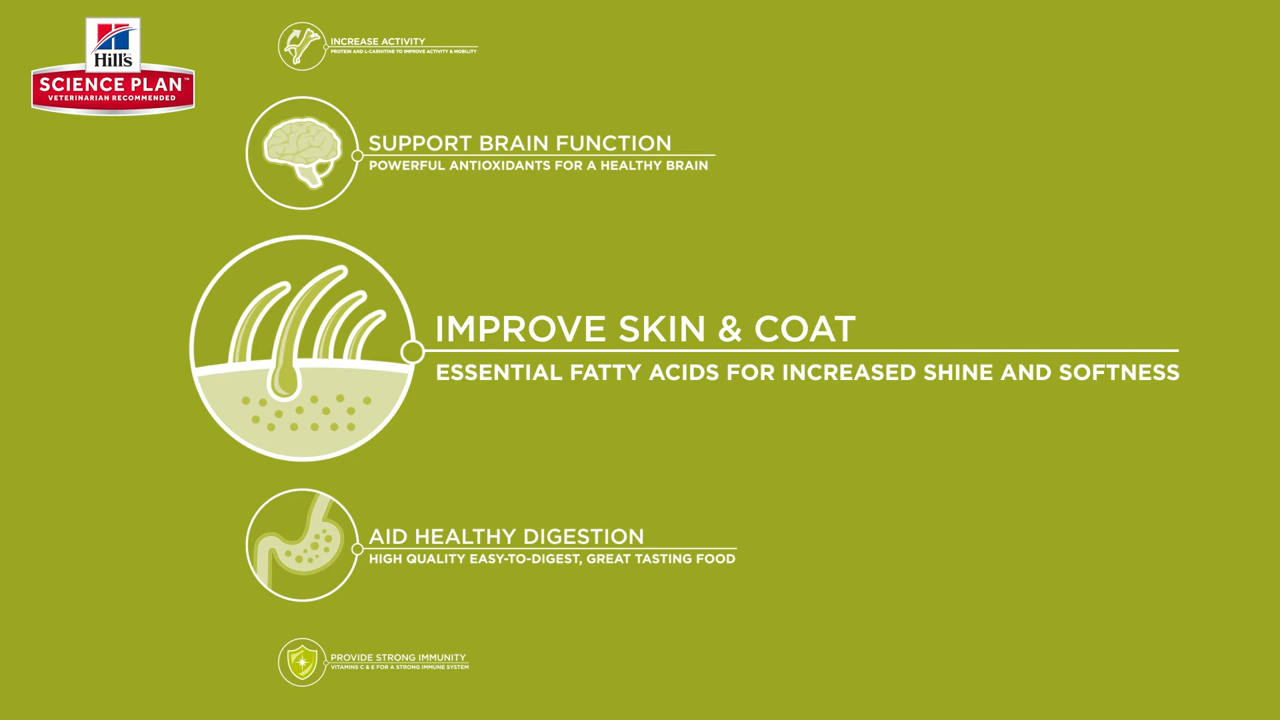 Hill's
SCIENCE PLAN™
VETERINARIAN RECOMMENDED
INCREASE ACTIVITY
PROTEIN AND L-CARNITINE TO IMPROVE ACTIVITY & MOBILITY
SUPPORT BRAIN FUNCTION
POWERFUL ANTIOXIDANTS FOR A HEALTHY BRAIN
IMPROVE SKIN & COAT
ESSENTIAL FATTY ACIDS FOR INCREASED SHINE AND SOFTNESS
AID HEALTHY DIGESTION
HIGH QUALITY EASY-TO-DIGEST, GREAT TASTING FOOD
PROVIDE STRONG IMMUNITY
VITAMINS C & E FOR A STRONG IMMUNE SYSTEM